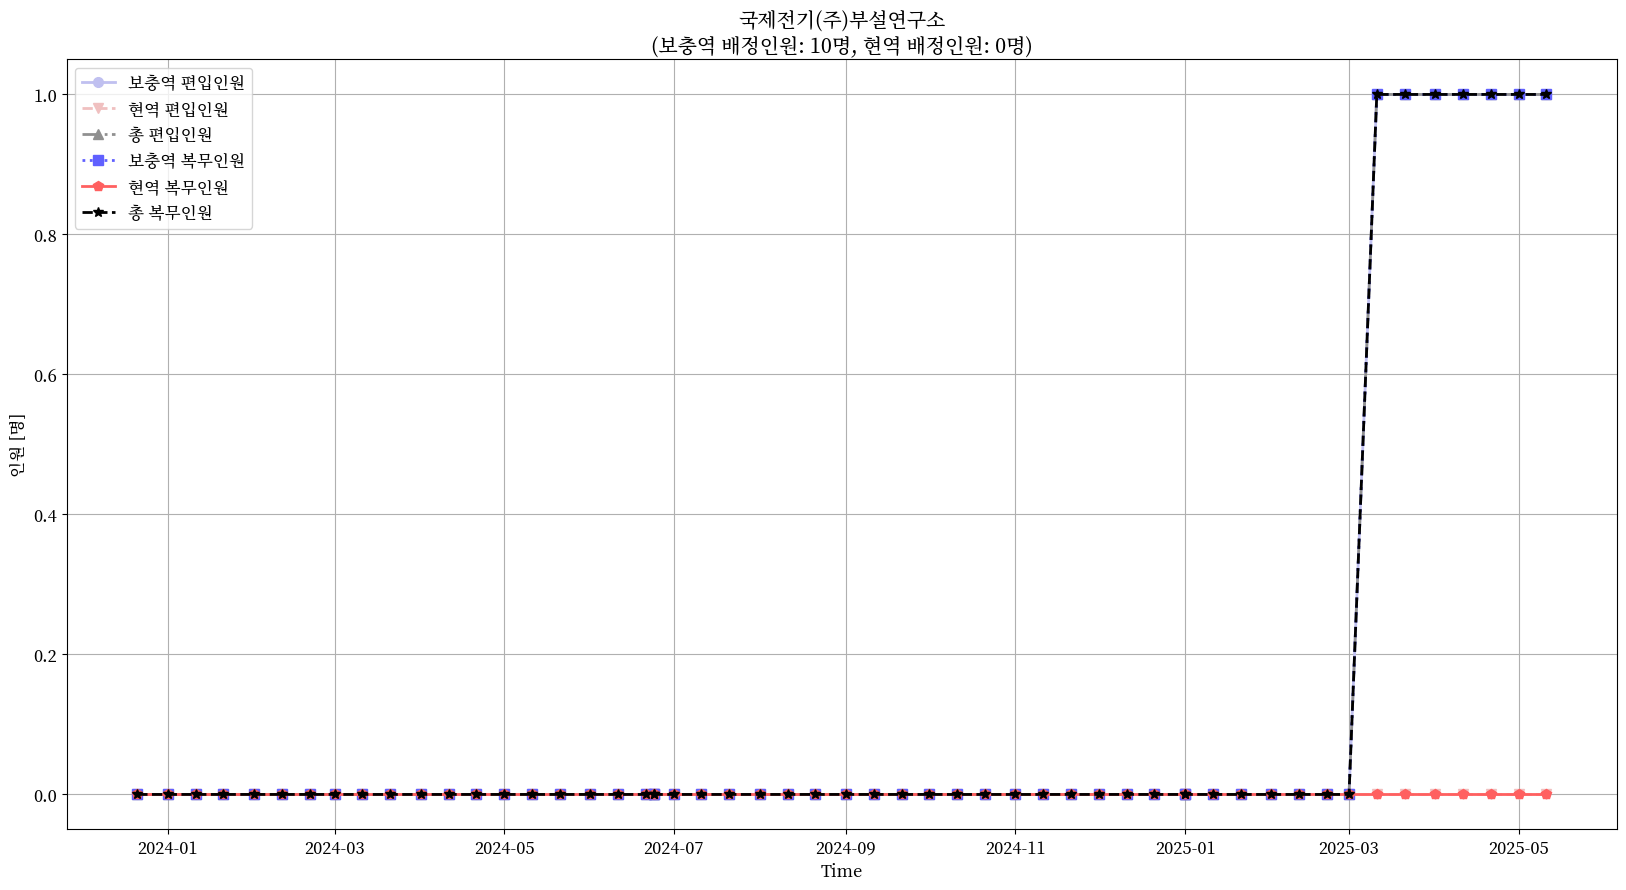 국제전기(주)부설연구소
(보충역 배정인원: 10명, 현역 배정인원: 0명)
보충역 편입인원
현역 편입인원
총 편입인원
보충역 복무인원
현역 복무인원
총 복무인원
인원 [명]
1.0
0.8
0.6
0.4
0.2
0.0
2024-01
2024-03
2024-05
2024-07
2024-09
2024-11
2025-01
2025-03
2025-05
Time